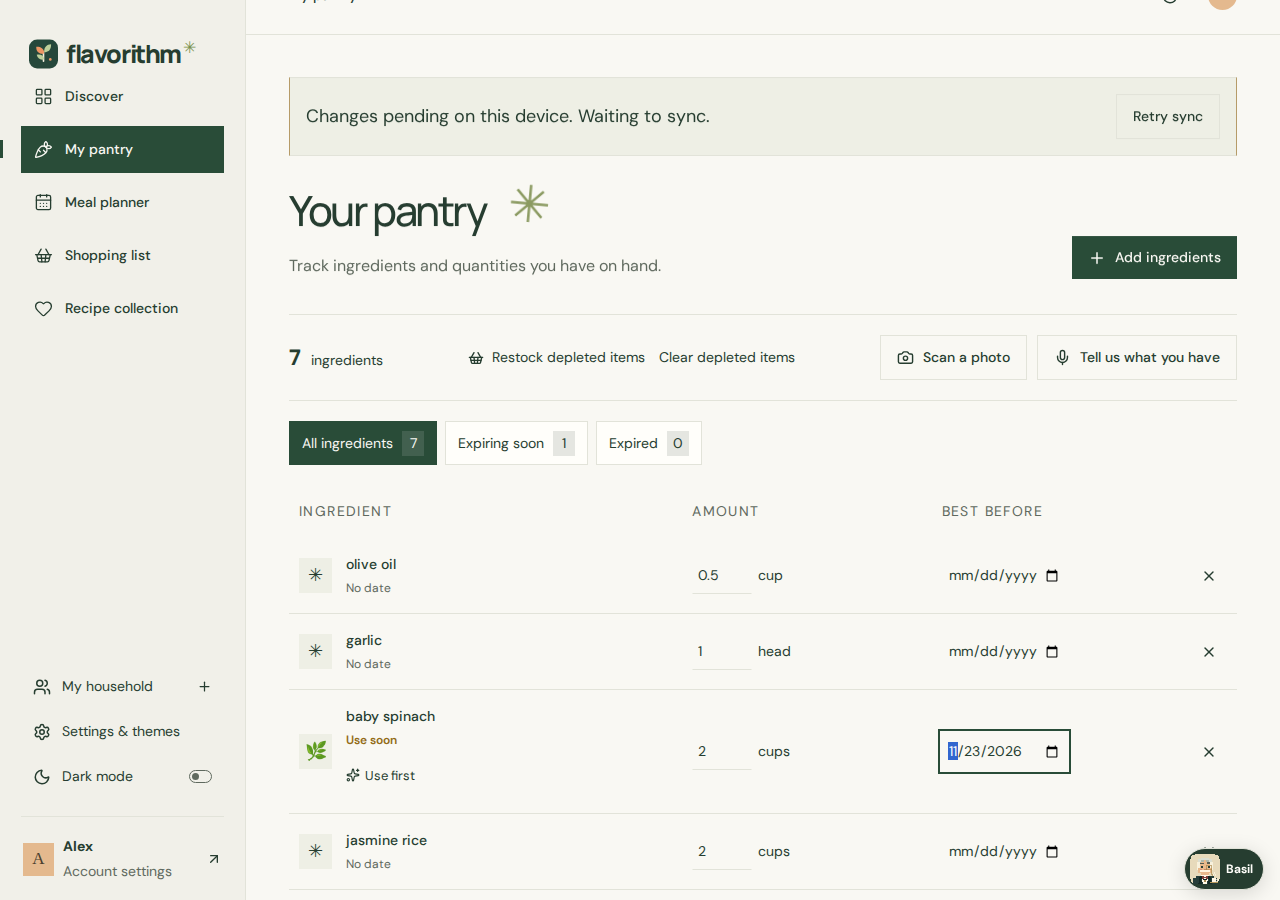 flavorithm
Discover
My pantry
Meal planner
Shopping list
Recipe collection
My household
Settings & themes
Dark mode
A
Alex
Account settings
Changes pending on this device. Waiting to sync.
Retry sync
Your pantry
Track ingredients and quantities you have on hand.
Add ingredients
7 ingredients
Restock depleted items
Clear depleted items
Scan a photo
Tell us what you have
All ingredients 7
Expiring soon 1
Expired 0
INGREDIENT AMOUNT BEST BEFORE
olive oil
No date
0.5 cup mm/dd/yyyy
garlic
No date
1 head mm/dd/yyyy
baby spinach
Use soon
Use first
2 cups 11/23/2026
jasmine rice
No date
2 cups mm/dd/yyyy
Basil